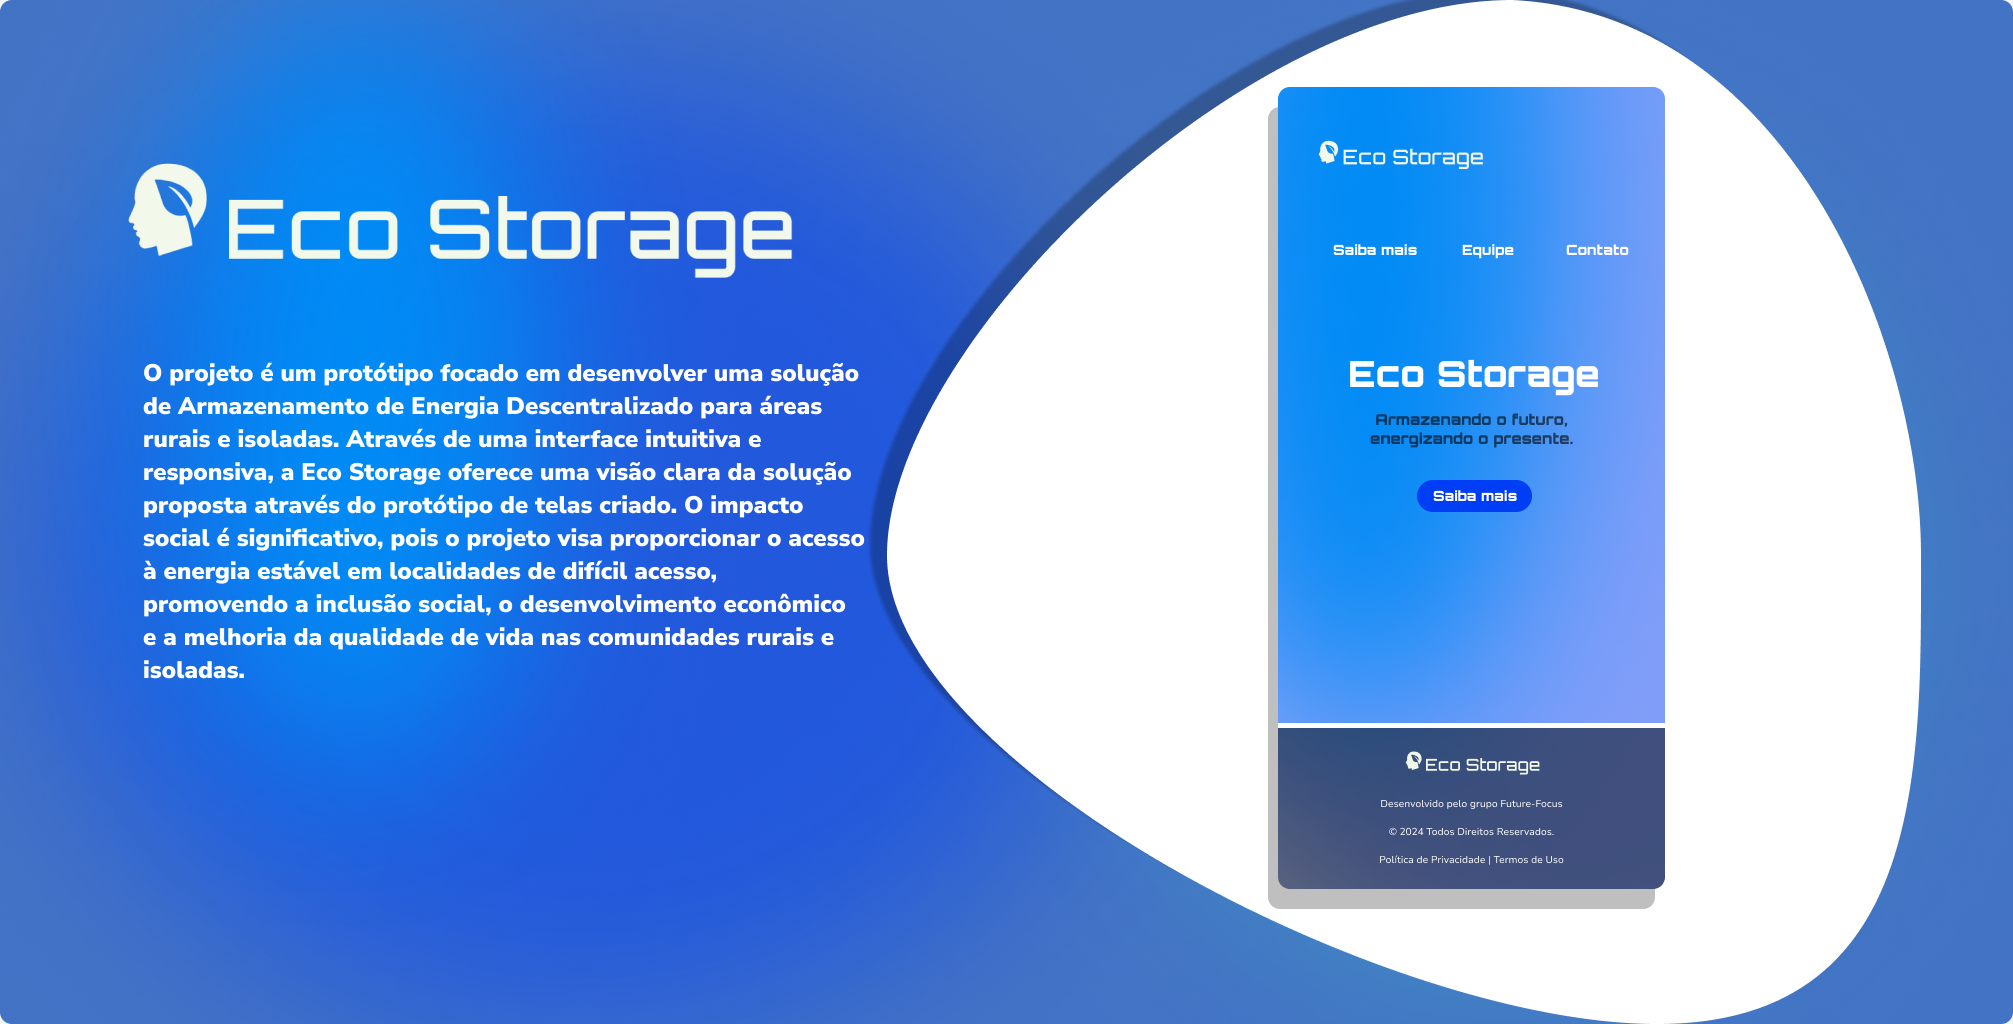 Eco Storage
O projeto é um protótipo focado em desenvolver uma solução
de Armazenamento de Energia Descentralizado para áreas
rurais e isoladas. Através de uma interface intuitiva e
responsiva, a Eco Storage oferece uma visão clara da solução
proposta através do protótipo de telas criado. O impacto
social é significativo, pois o projeto visa proporcionar o acesso
à energia estável em localidades de difícil acesso,
promovendo a inclusão social, o desenvolvimento econômico
e a melhoria da qualidade de vida nas comunidades rurais e
isoladas.
Eco Storage
Saiba mais Equipe Contato
Eco Storage
Armazenando o futuro,
energizando o presente.
Saiba mais
Eco Storage
Desenvolvido pelo grupo Future-Focus
© 2024 Todos Direitos Reservados.
Política de Privacidade | Termos de Uso